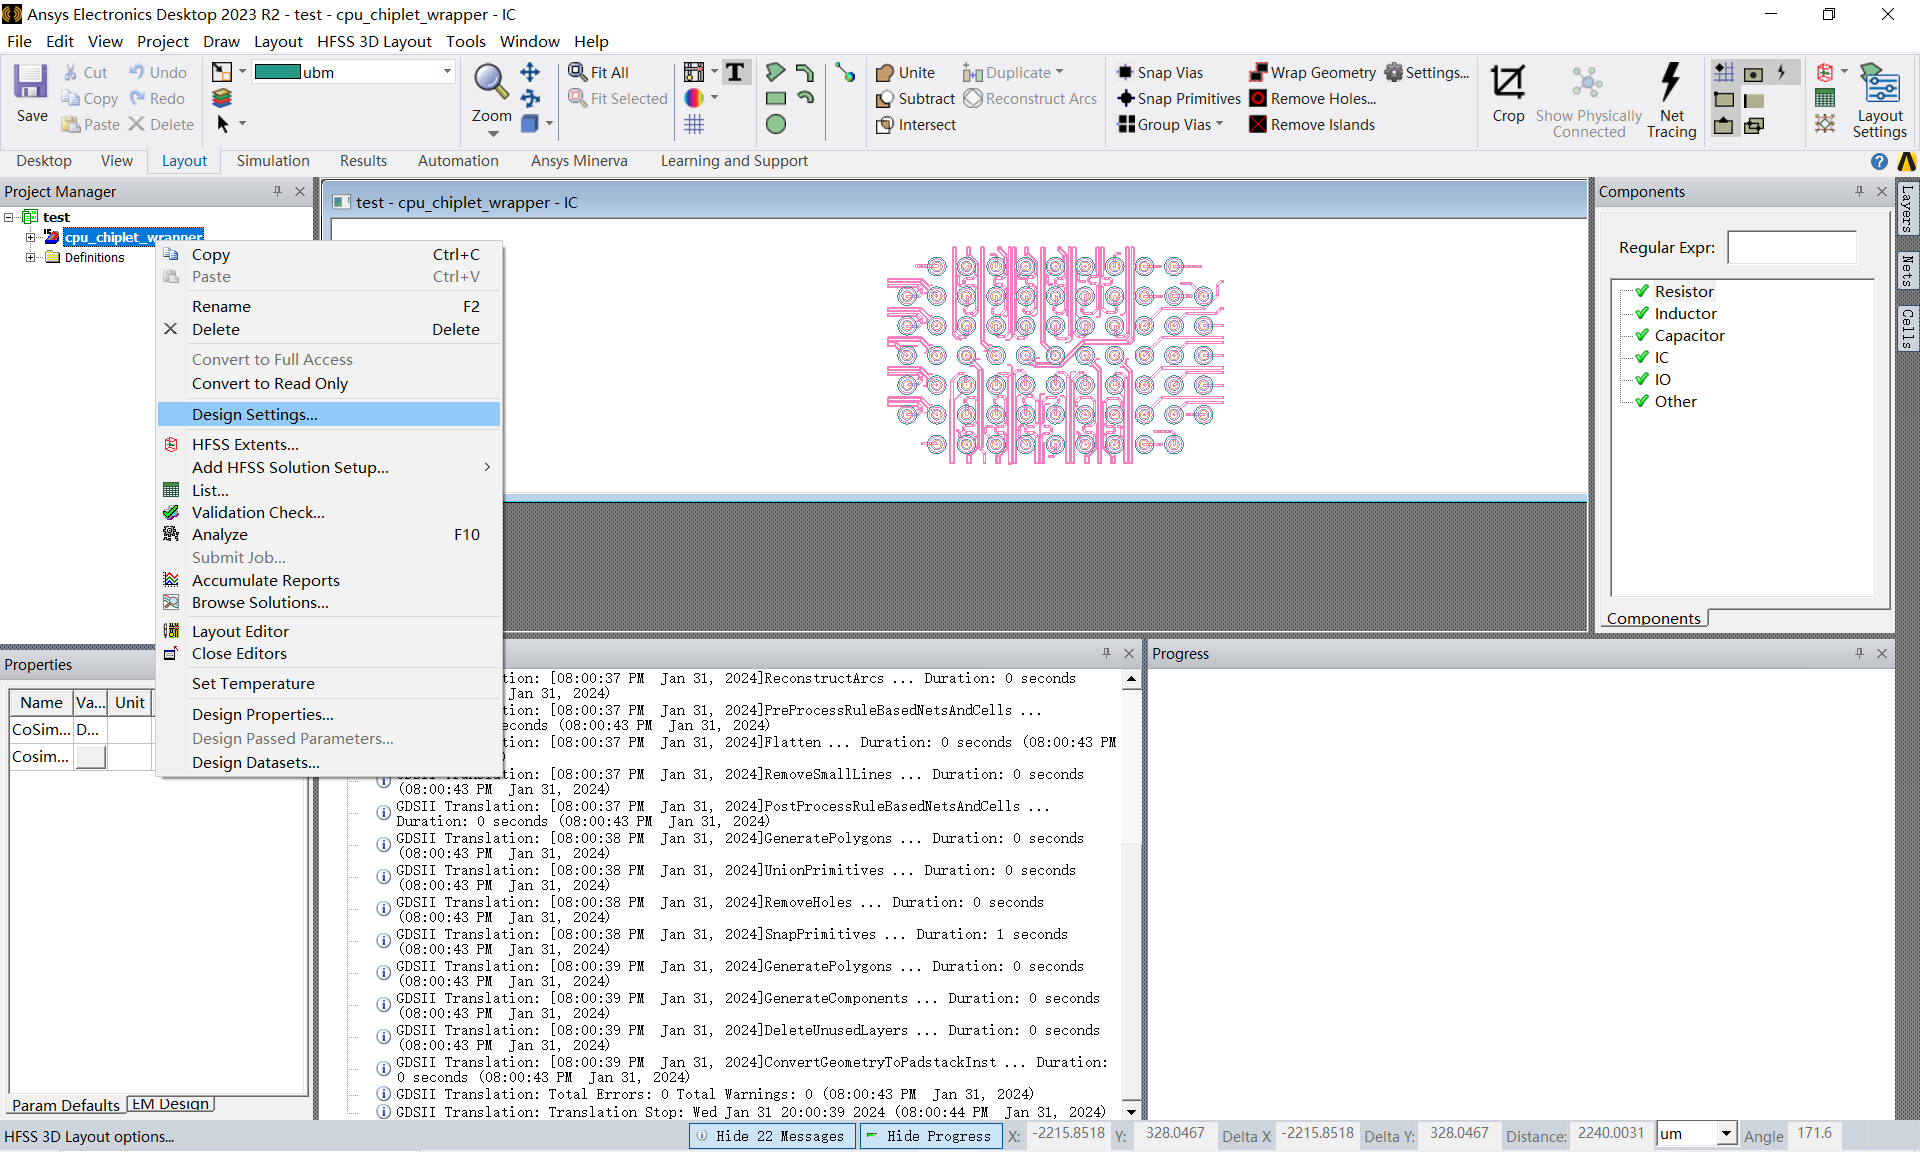 Ansys Electronics Desktop 2023 R2 - test - cpu_chiplet_wrapper - IC
File Edit View Project Draw Layout HFSS 3D Layout Tools Window Help
Save
Cut
Copy
Paste
Undo
Redo
Delete
ubm
Zoom
Fit All
Fit Selected
Unite
Subtract
Intersect
Duplicate
Reconstruct Arcs
Snap Vias
Snap Primitives
Group Vias
Wrap Geometry
Remove Holes...
Remove Islands
Settings...
Crop
Show Physically
Connected
Net
Tracing
Layout
Settings
Desktop View Layout Simulation Results Automation Ansys Minerva Learning and Support
Project Manager
test
cpu_chiplet_wrapper
Definitions
Copy Ctrl+C
Paste Ctrl+V
Rename F2
Delete Delete
Convert to Full Access
Convert to Read Only
Design Settings...
HFSS Extents...
Add HFSS Solution Setup...
List...
Validation Check...
Analyze F10
Submit Job...
Accumulate Reports
Browse Solutions...
Layout Editor
Close Editors
Set Temperature
Design Properties...
Design Passed Parameters...
Design Datasets...
Properties
Name Va... Unit
CoSim... D...
Cosim...
Param Defaults EM Design
test - cpu_chiplet_wrapper - IC
Components
Regular Expr:
Resistor
Inductor
Capacitor
IC
IO
Other
Components
Layers
Nets
Cells
tion: [08:00:37 PM Jan 31, 2024]ReconstructArcs ... Duration: 0 seconds
Jan 31, 2024)
tion: [08:00:37 PM Jan 31, 2024]PreProcessRuleBasedNetsAndCells ...
econds (08:00:43 PM Jan 31, 2024)
tion: [08:00:37 PM Jan 31, 2024]Flatten ... Duration: 0 seconds (08:00:43 PM
tion: [08:00:37 PM Jan 31, 2024]RemoveSmallLines ... Duration: 0 seconds
(08:00:43 PM Jan 31, 2024)
GDSII Translation: [08:00:37 PM Jan 31, 2024]PostProcessRuleBasedNetsAndCells ...
Duration: 0 seconds (08:00:43 PM Jan 31, 2024)
GDSII Translation: [08:00:38 PM Jan 31, 2024]GeneratePolygons ... Duration: 0 seconds
(08:00:43 PM Jan 31, 2024)
GDSII Translation: [08:00:38 PM Jan 31, 2024]UnionPrimitives ... Duration: 0 seconds
(08:00:43 PM Jan 31, 2024)
GDSII Translation: [08:00:38 PM Jan 31, 2024]RemoveHoles ... Duration: 0 seconds
(08:00:43 PM Jan 31, 2024)
GDSII Translation: [08:00:38 PM Jan 31, 2024]SnapPrimitives ... Duration: 1 seconds
(08:00:43 PM Jan 31, 2024)
GDSII Translation: [08:00:39 PM Jan 31, 2024]GeneratePolygons ... Duration: 0 seconds
(08:00:43 PM Jan 31, 2024)
GDSII Translation: [08:00:39 PM Jan 31, 2024]GenerateComponents ... Duration: 0 seconds
(08:00:43 PM Jan 31, 2024)
GDSII Translation: [08:00:39 PM Jan 31, 2024]DeleteUnusedLayers ... Duration: 0 seconds
(08:00:43 PM Jan 31, 2024)
GDSII Translation: [08:00:39 PM Jan 31, 2024]ConvertGeometryToPadstackInst ... Duration:
0 seconds (08:00:43 PM Jan 31, 2024)
GDSII Translation: Total Errors: 0 Total Warnings: 0 (08:00:43 PM Jan 31, 2024)
GDSII Translation: Translation Stop: Wed Jan 31 20:00:39 2024 (08:00:44 PM Jan 31, 2024)
Progress
HFSS 3D Layout options...
Hide 22 Messages Hide Progress X: -2215.8518 Y: 328.0467 Delta X -2215.8518 Delta Y: 328.0467 Distance: 2240.0031 um Angle 171.6